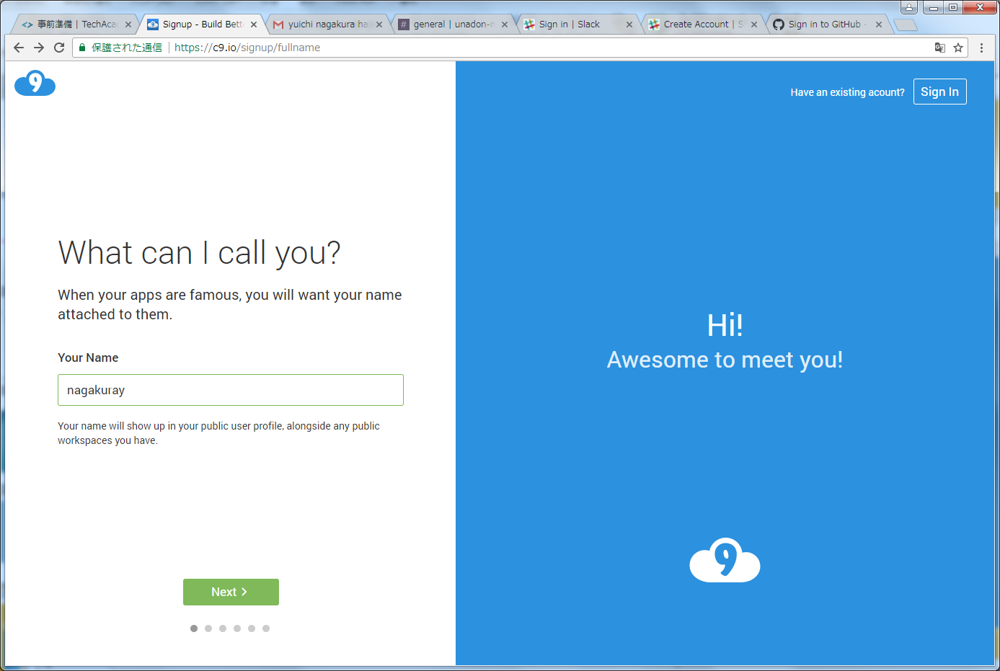 事前準備 | TechAca
Signup - Build Bett
yuichi nagakura ha
general | unadon-n
Sign in | Slack
Create Account | S
Sign in to GitHub ·
保護された通信 | https://c9.io/signup/fullname
9
Have an existing acount?
Sign In
What can I call you?
When your apps are famous, you will want your name
attached to them.
Your Name
nagakuray
Your name will show up in your public user profile, alongside any public
workspaces you have.
Next
Hi!
Awesome to meet you!
9